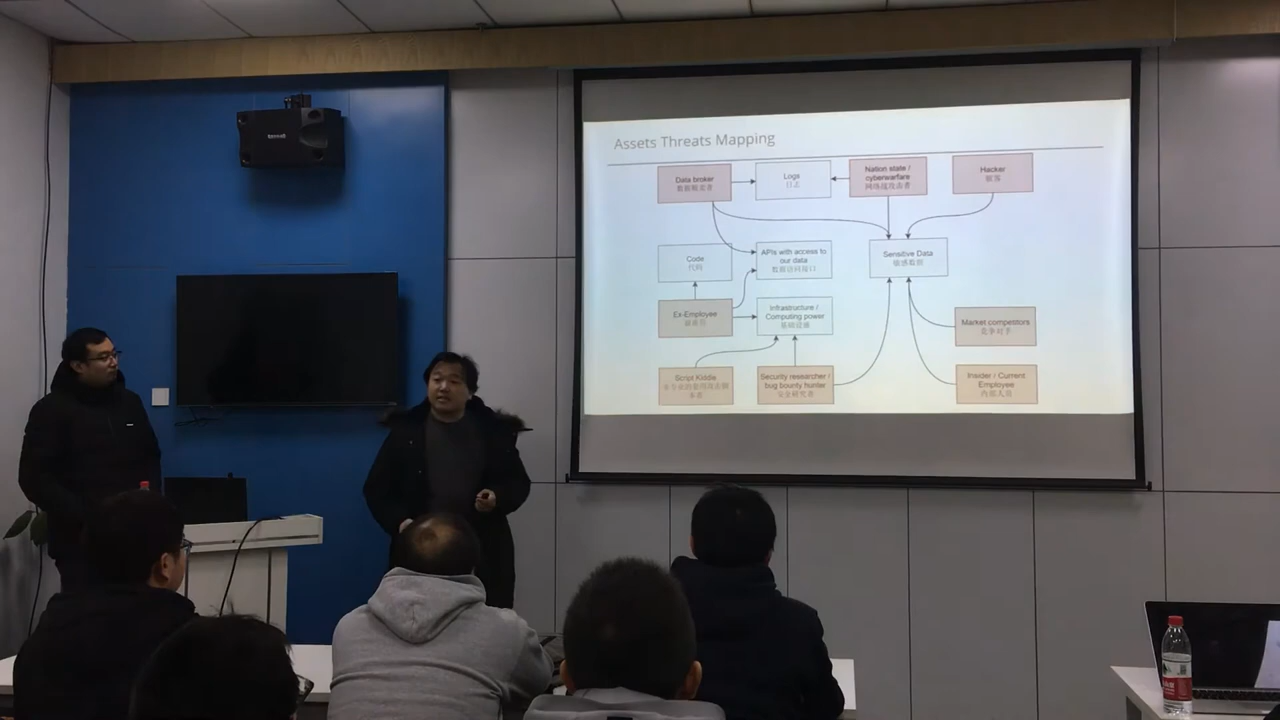 Assets Threats Mapping
Data broker
数据贩卖者
Logs
日志
Nation state /
cyberwarfare
网络战攻击者
Hacker
黑客
Code
代码
APIs with access to
our data
数据访问接口
Sensitive Data
敏感数据
Ex-Employee
Infrastructure /
Computing power
基础设施
Market competitors
竞争对手
Script Kiddie
Security researcher /
bug bounty hunter
安全研究者
Insider / Current
Employee
内部人员